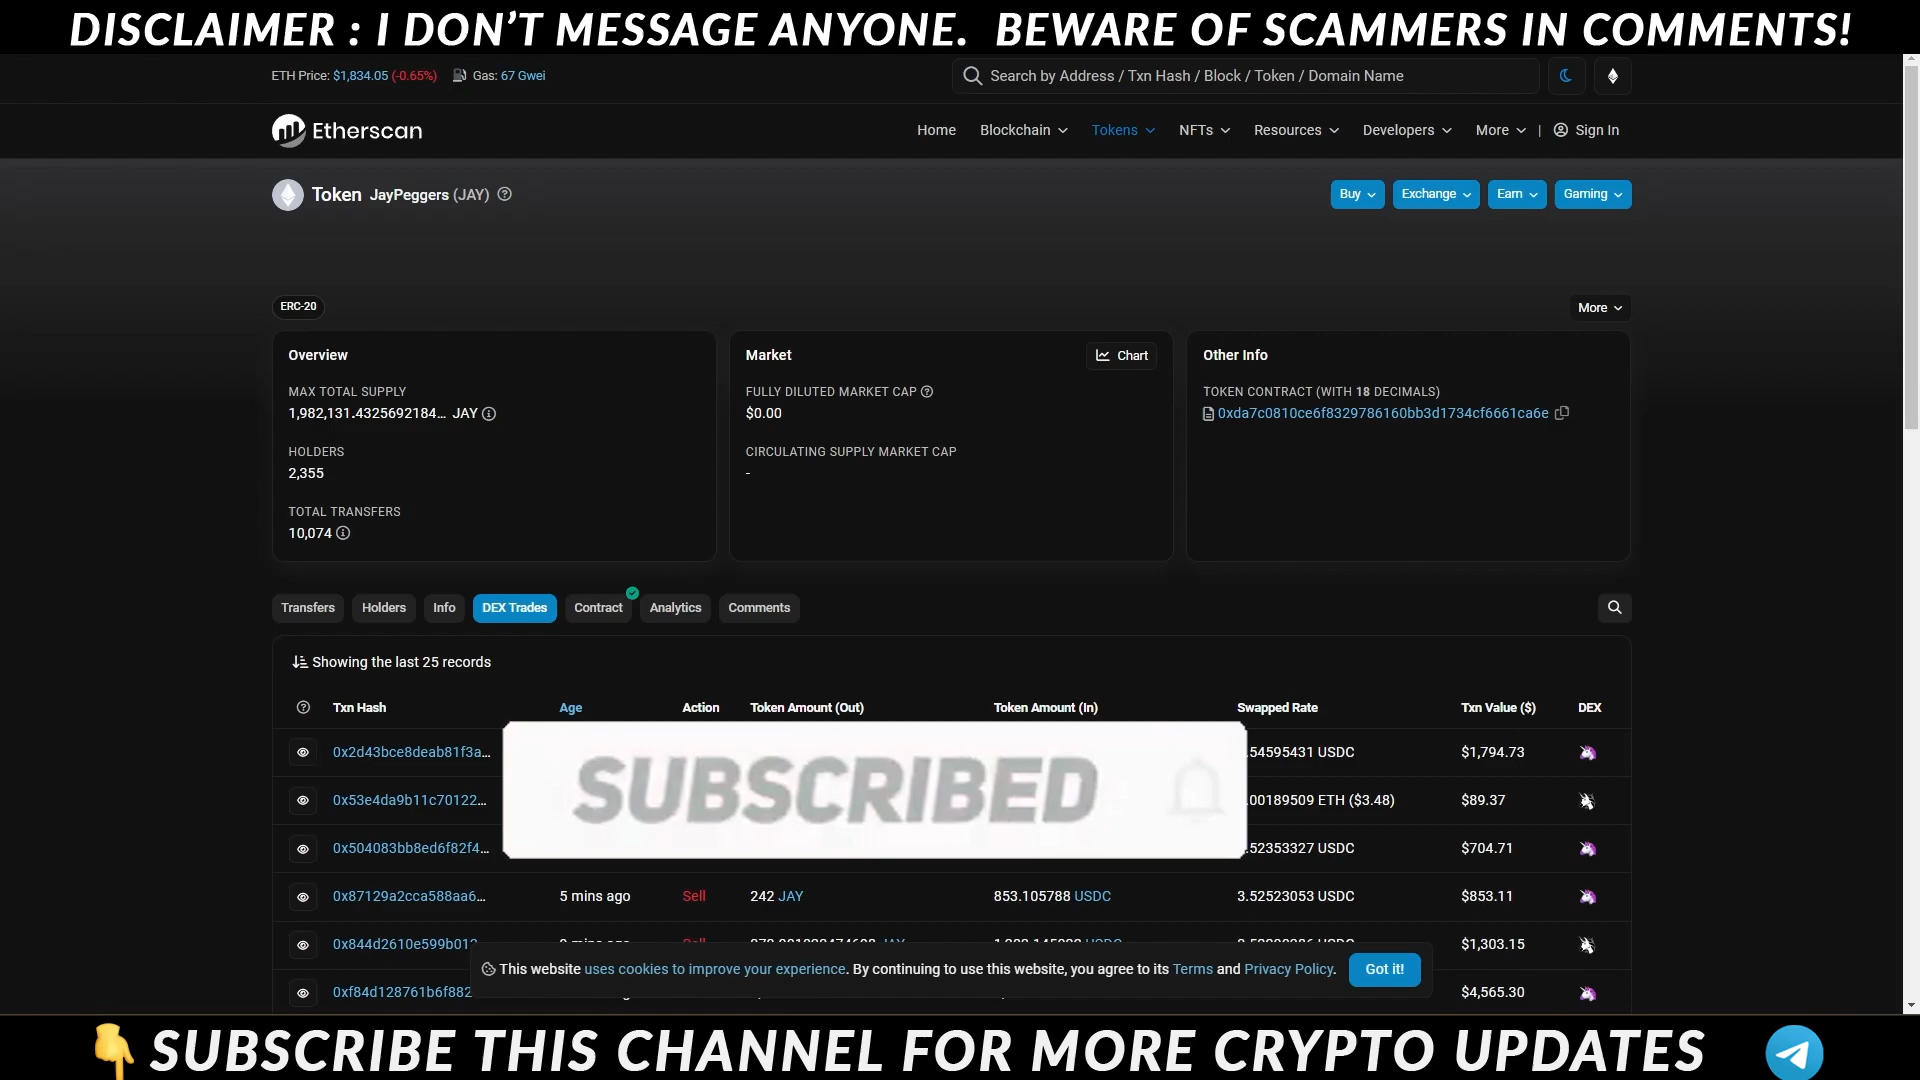 DISCLAIMER : I DON’T MESSAGE ANYONE. BEWARE OF SCAMMERS IN COMMENTS!
ETH Price: $1,834.05 (-0.65%) Gas: 67 Gwei
Search by Address / Txn Hash / Block / Token / Domain Name
Etherscan
Home Blockchain Tokens NFTs Resources Developers More | Sign In
Token JayPeggers (JAY)
Buy Exchange Earn Gaming
ERC-20
More
Overview
MAX TOTAL SUPPLY
1,982,131.4325692184... JAY
HOLDERS
2,355
TOTAL TRANSFERS
10,074
Market
Chart
FULLY DILUTED MARKET CAP
$0.00
CIRCULATING SUPPLY MARKET CAP
-
Other Info
TOKEN CONTRACT (WITH 18 DECIMALS)
0xda7c0810ce6f8329786160bb3d1734cf6661ca6e
Transfers Holders Info DEX Trades Contract Analytics Comments
Showing the last 25 records
Txn Hash Age Action Token Amount (Out) Token Amount (In) Swapped Rate Txn Value ($) DEX
0x2d43bce8deab81f3a... .54595431 USDC $1,794.73
SUBSCRIBED
0x53e4da9b11c70122... .00189509 ETH ($3.48) $89.37
0x504083bb8ed6f82f4... .52353327 USDC $704.71
0x87129a2cca588aa6... 5 mins ago Sell 242 JAY 853.105788 USDC 3.52523053 USDC $853.11
0x844d2610e599b012 $1,303.15
This website uses cookies to improve your experience. By continuing to use this website, you agree to its Terms and Privacy Policy. Got it!
0xf84d128761b6f882 $4,565.30
SUBSCRIBE THIS CHANNEL FOR MORE CRYPTO UPDATES